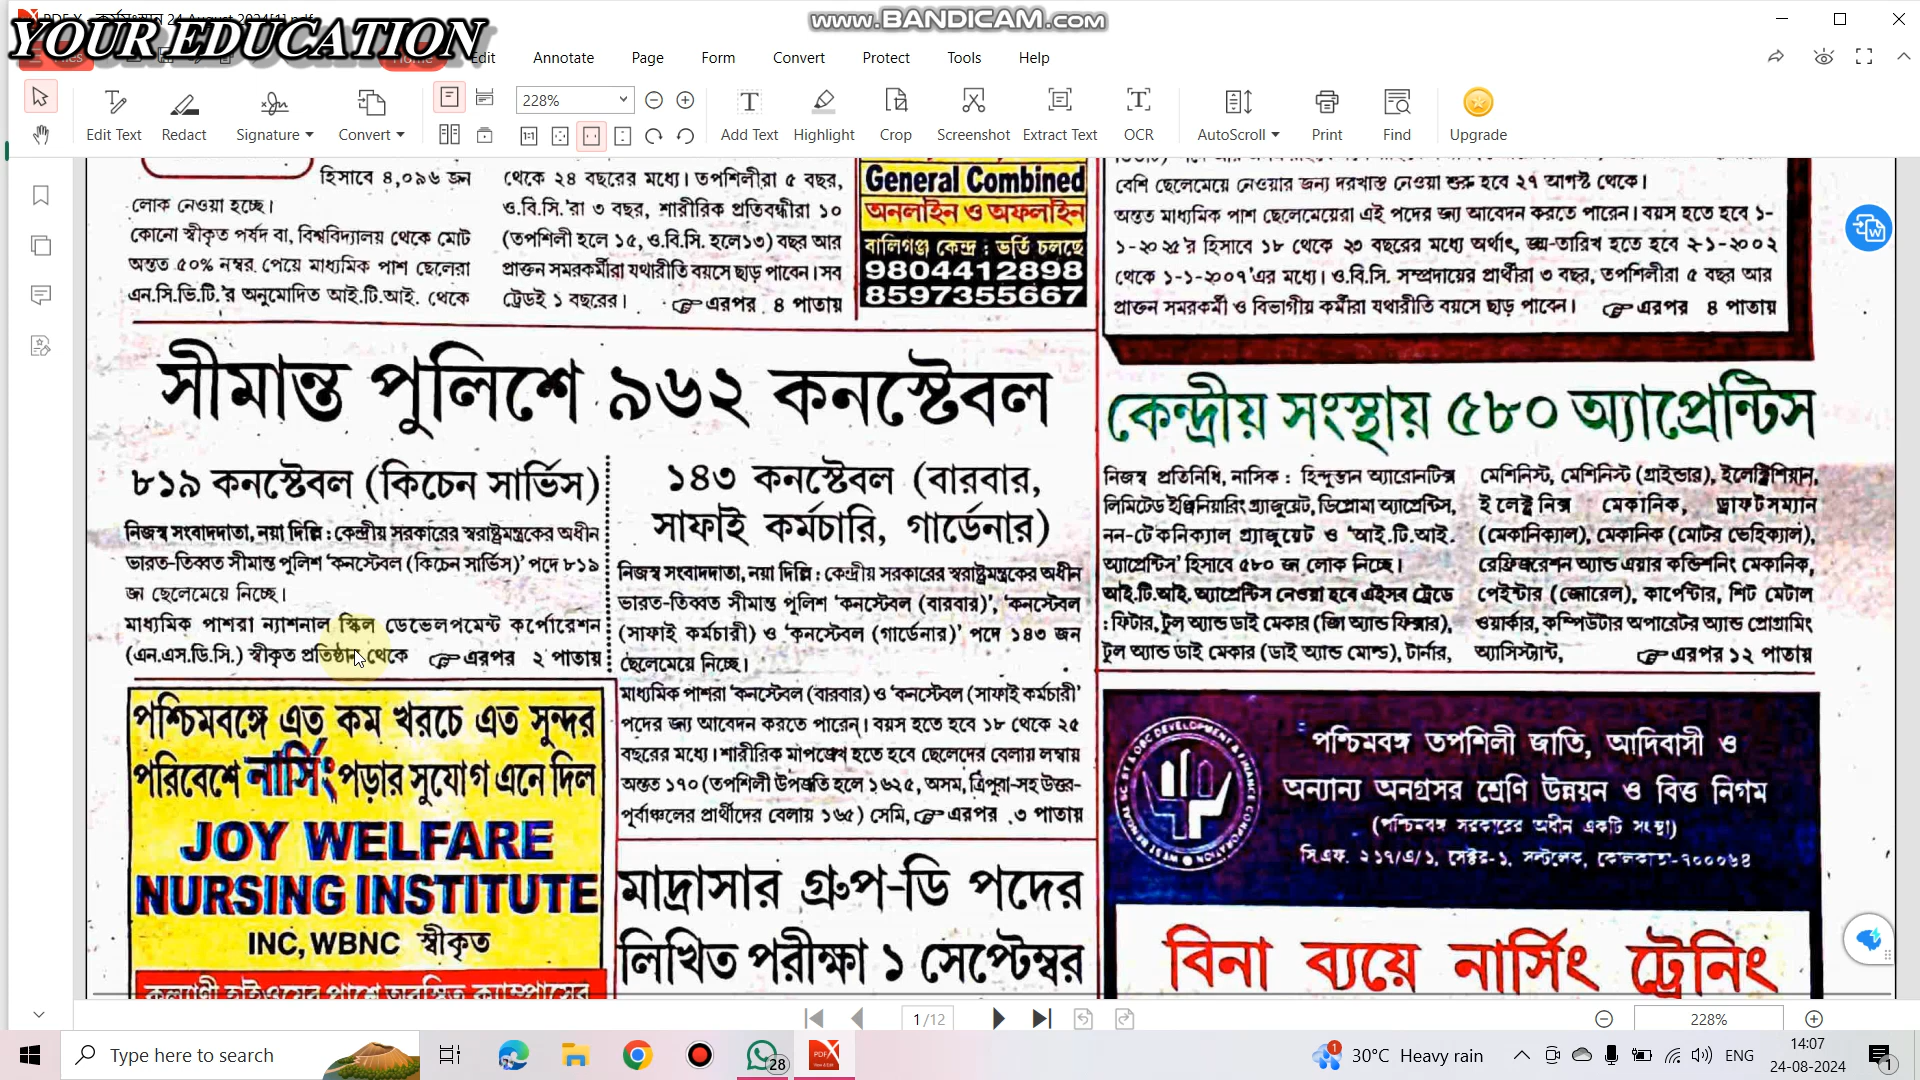 www.BANDICAM.com
YOUR EDUCATION
Edit
Annotate
Page
Form
Convert
Protect
Tools
Help
228%
Edit Text
Redact
Signature
Convert
Add Text
Highlight
Crop
Screenshot
Extract Text
OCR
AutoScroll
Print
Find
Upgrade
হিসাবে ৪,০৯৬ জন
লোক নেওয়া হচ্ছে।
কোনো স্বীকৃত পর্ষদ বা, বিশ্ববিদ্যালয় থেকে মোট
অন্তত ৫০% নম্বর পেয়ে মাধ্যমিক পাশ ছেলেরা
এন.সি.ভি.টি.'র অনুমোদিত আই.টি.আই. থেকে
থেকে ২৪ বছরের মধ্যে। তপশিলীরা ৫ বছর,
ও.বি.সি.'রা ৩ বছর, শারীরিক প্রতিবন্ধীরা ১০
(তপশিলী হলে ১৫, ও.বি.সি. হলে ১৩) বছর আর
প্রাক্তন সমরকর্মীরা যথারীতি বয়সে ছাড় পাবেন। সব
ট্রেডই ১ বছরের। এরপর ৪ পাতায়
General Combined
অনলাইন ও অফলাইন
বালিগঞ্জ কেন্দ্র : ভর্তি চলছে
9804412898
8597355667
বেশি ছেলেমেয়ে নেওয়ার জন্য দরখাস্ত নেওয়া শুরু হবে ২৭ আগস্ট থেকে।
অন্তত মাধ্যমিক পাশ ছেলেমেয়েরা এই পদের জন্য আবেদন করতে পারেন। বয়স হতে হবে ১-
১-২০২৫'র হিসাবে ১৮ থেকে ২৩ বছরের মধ্যে অর্থাৎ, জন্ম-তারিখ হতে হবে ২-১-২০০২
থেকে ১-১-২০০৭'এর মধ্যে। ও.বি.সি. সম্প্রদায়ের প্রার্থীরা ৩ বছর, তপশিলীরা ৫ বছর আর
প্রাক্তন সমরকর্মী ও বিভাগীয় কর্মীরা যথারীতি বয়সে ছাড় পাবেন। এরপর ৪ পাতায়
সীমান্ত পুলিশে ৯৬২ কনস্টেবল
৮১৯ কনস্টেবল (কিচেন সার্ভিস)
নিজস্ব সংবাদদাতা, নয়া দিল্লি : কেন্দ্রীয় সরকারের স্বরাষ্ট্রমন্ত্রকের অধীন
ভারত-তিব্বত সীমান্ত পুলিশ 'কনস্টেবল (কিচেন সার্ভিস)' পদে ৮১৯
জন ছেলেমেয়ে নিচ্ছে।
মাধ্যমিক পাশরা ন্যাশনাল স্কিল ডেভেলপমেন্ট কর্পোরেশন
(এন.এস.ডি.সি.) স্বীকৃত প্রতিষ্ঠান থেকে এরপর ২ পাতায়
১৪৩ কনস্টেবল (বারবার,
সাফাই কর্মচারি, গার্ডেনার)
নিজস্ব সংবাদদাতা, নয়া দিল্লি : কেন্দ্রীয় সরকারের স্বরাষ্ট্রমন্ত্রকের অধীন
ভারত-তিব্বত সীমান্ত পুলিশ 'কনস্টেবল (বারবার)', 'কনস্টেবল
(সাফাই কর্মচারী) ও 'কনস্টেবল (গার্ডেনার)' পদে ১৪৩ জন
ছেলেমেয়ে নিচ্ছে।
মাধ্যমিক পাশরা 'কনস্টেবল (বারবার) ও 'কনস্টেবল (সাফাই কর্মচারী'
পদের জন্য আবেদন করতে পারেন। বয়স হতে হবে ১৮ থেকে ২৫
বছরের মধ্যে। শারীরিক মাপজোখ হতে হবে ছেলেদের বেলায় লম্বায়
অন্তত ১৭০ (তপশিলী উপজাতি হলে ১৬২৫, অসম, ত্রিপুরা-সহ উত্তর-
পূর্বাঞ্চলের প্রার্থীদের বেলায় ১৬৫) সেমি, এরপর ৩ পাতায়
কেন্দ্রীয় সংস্থায় ৫৮০ অ্যাপ্রেন্টিস
নিজস্ব প্রতিনিধি, নাসিক : হিন্দুস্তান অ্যারোনটিক্স
লিমিটেড ইঞ্জিনিয়ারিং গ্র্যাজুয়েট, ডিপ্লোমা অ্যাপ্রেন্টিস,
নন-টেকনিক্যাল গ্র্যাজুয়েট ও 'আই.টি.আই.
অ্যাপ্রেন্টিস' হিসাবে ৫৮০ জন লোক নিচ্ছে।
আই.টি.আই. অ্যাপ্রেন্টিস নেওয়া হবে এইসব ট্রেডে
: ফিটার, টুল অ্যান্ড ডাই মেকার (জিগ অ্যান্ড ফিক্সার),
টুল অ্যান্ড ডাই মেকার (ডাই অ্যান্ড মোল্ড), টার্নার,
মেশিনিস্ট, মেশিনিস্ট (গ্রাইন্ডার), ইলেক্ট্রিশিয়ান,
ইলেক্ট্রনিক্স মেকানিক, ড্রাফটসম্যান
(মেকানিক্যাল), মেকানিক (মোটর ভেহিক্যাল),
রেফ্রিজরেশন অ্যান্ড এয়ার কন্ডিশনিং মেকানিক,
পেইন্টার (জেনারেল), কার্পেন্টার, শিট মেটাল
ওয়ার্কার, কম্পিউটার অপারেটর অ্যান্ড প্রোগ্রামিং
অ্যাসিস্ট্যান্ট, এরপর ১২ পাতায়
পশ্চিমবঙ্গে এত কম খরচে এত সুন্দর
পরিবেশে নার্সিং পড়ার সুযোগ এনে দিল
JOY WELFARE
NURSING INSTITUTE
INC, WBNC স্বীকৃত
কল্যাণী হাইওয়ের পাশে অবস্থিত ক্যাম্পাসের
মাদ্রাসার গ্রুপ-ডি পদের
লিখিত পরীক্ষা ১ সেপ্টেম্বর
পশ্চিমবঙ্গ তপশিলী জাতি, আদিবাসী ও
অন্যান্য অনগ্রসর শ্রেণি উন্নয়ন ও বিত্ত নিগম
(পশ্চিমবঙ্গ সরকারের অধীন একটি সংস্থা)
সি.এফ. ২১৭/এ/১, সেক্টর-১, সল্টলেক, কোলকাতা-৭০০০৬৪
বিনা ব্যয়ে নার্সিং ট্রেনিং
1 /12
228%
Type here to search
28
30°C Heavy rain
ENG
14:07
24-08-2024